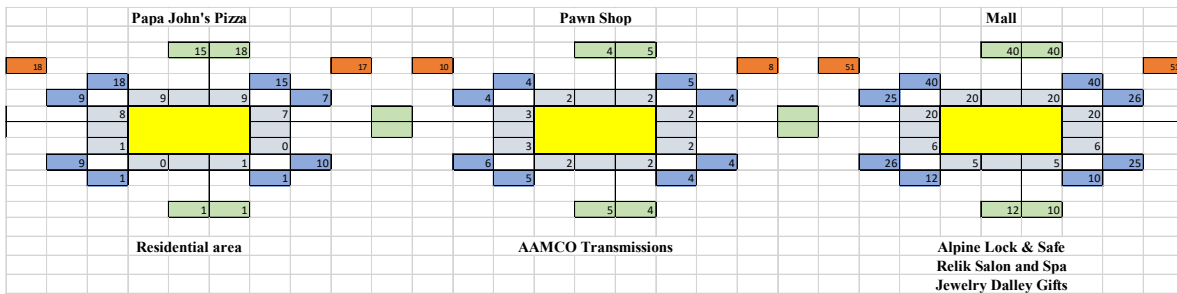 Papa John's Pizza Pawn Shop Mall
15 18 4 5 40 40
18 17 10 8 51
18 15 4 5 40 40
9 9 9 7 4 2 2 4 25 20 20 26
8 7 3 2 20 20
1 0 3 2 6 6
9 0 1 10 6 2 2 4 26 5 5 25
1 1 5 4 12 10
1 1 5 4 12 10
Residential area AAMCO Transmissions Alpine Lock & Safe
Relik Salon and Spa
Jewelry Dalley Gifts